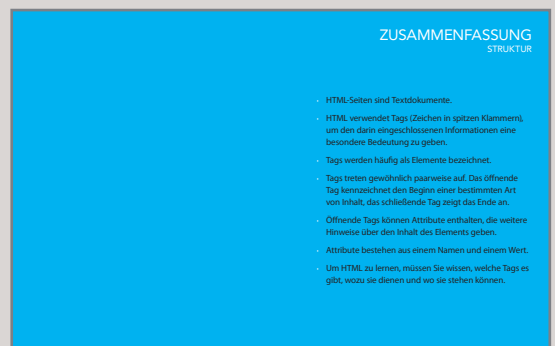 ZUSAMMENFASSUNG
STRUKTUR
· HTML-Seiten sind Textdokumente.
· HTML verwendet Tags (Zeichen in spitzen Klammern),
um den darin eingeschlossenen Informationen eine
besondere Bedeutung zu geben.
· Tags werden häufig als Elemente bezeichnet.
· Tags treten gewöhnlich paarweise auf. Das öffnende
Tag kennzeichnet den Beginn einer bestimmten Art
von Inhalt, das schließende Tag zeigt das Ende an.
· Öffnende Tags können Attribute enthalten, die weitere
Hinweise über den Inhalt des Elements geben.
· Attribute bestehen aus einem Namen und einem Wert.
· Um HTML zu lernen, müssen Sie wissen, welche Tags es
gibt, wozu sie dienen und wo sie stehen können.